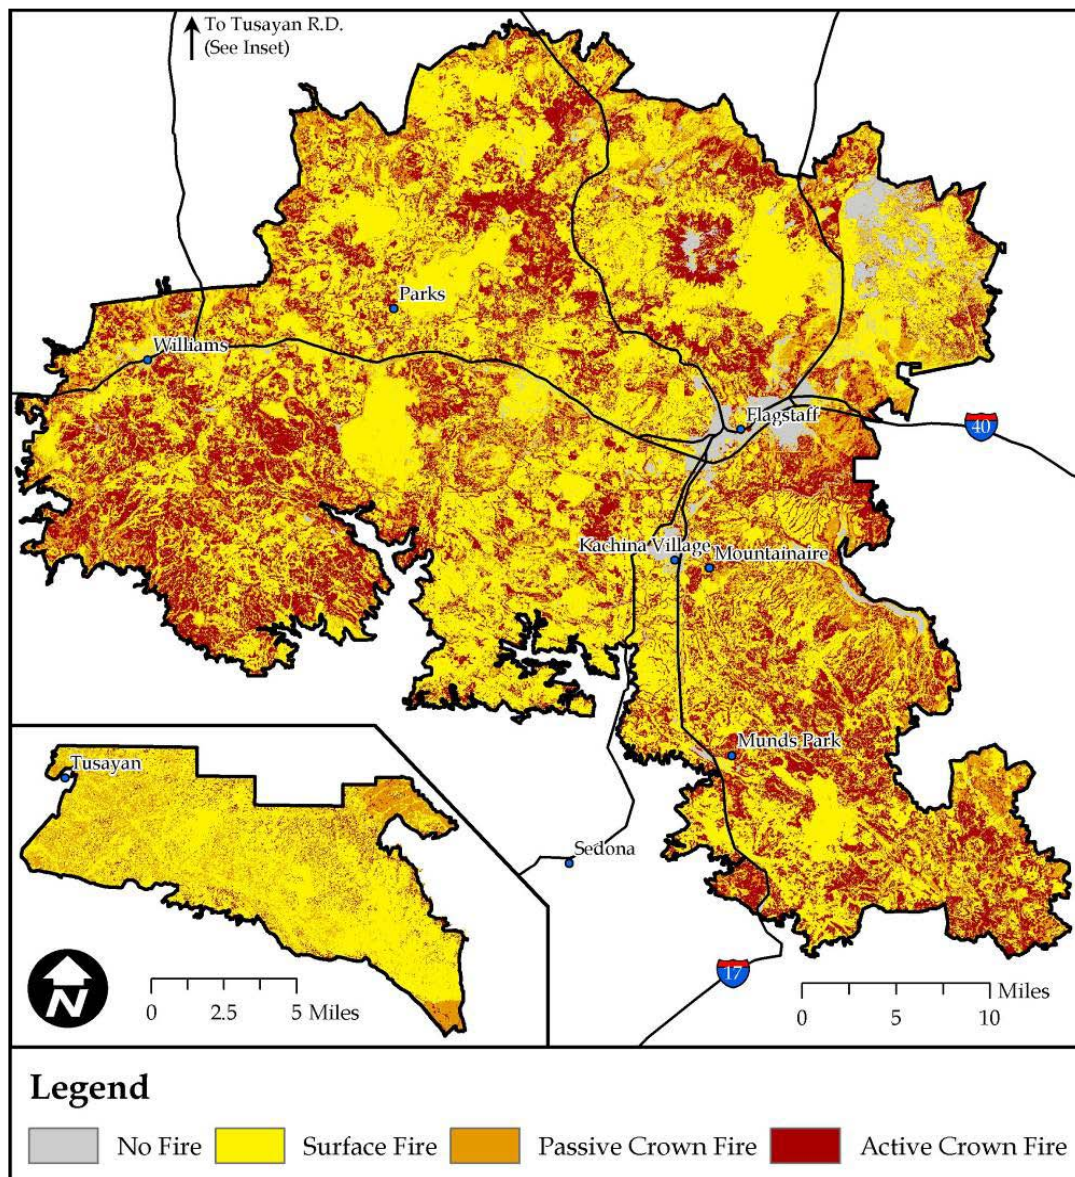 To Tusayan R.D.
(See Inset)
Parks
Williams
Flagstaff
40
Kachina Village
Mountainaire
Munds Park
Tusayan
Sedona
17
N
0 2.5 5 Miles
Miles
0 5 10
Legend
No Fire Surface Fire Passive Crown Fire Active Crown Fire